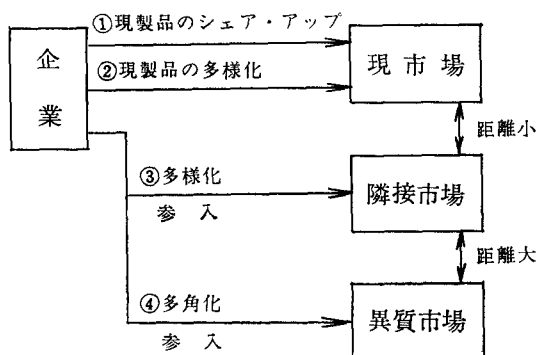 ①現製品のシェア・アップ
企業
②現製品の多様化
現市場
距離小
③多様化
参入
隣接市場
距離大
④多角化
参入
異質市場